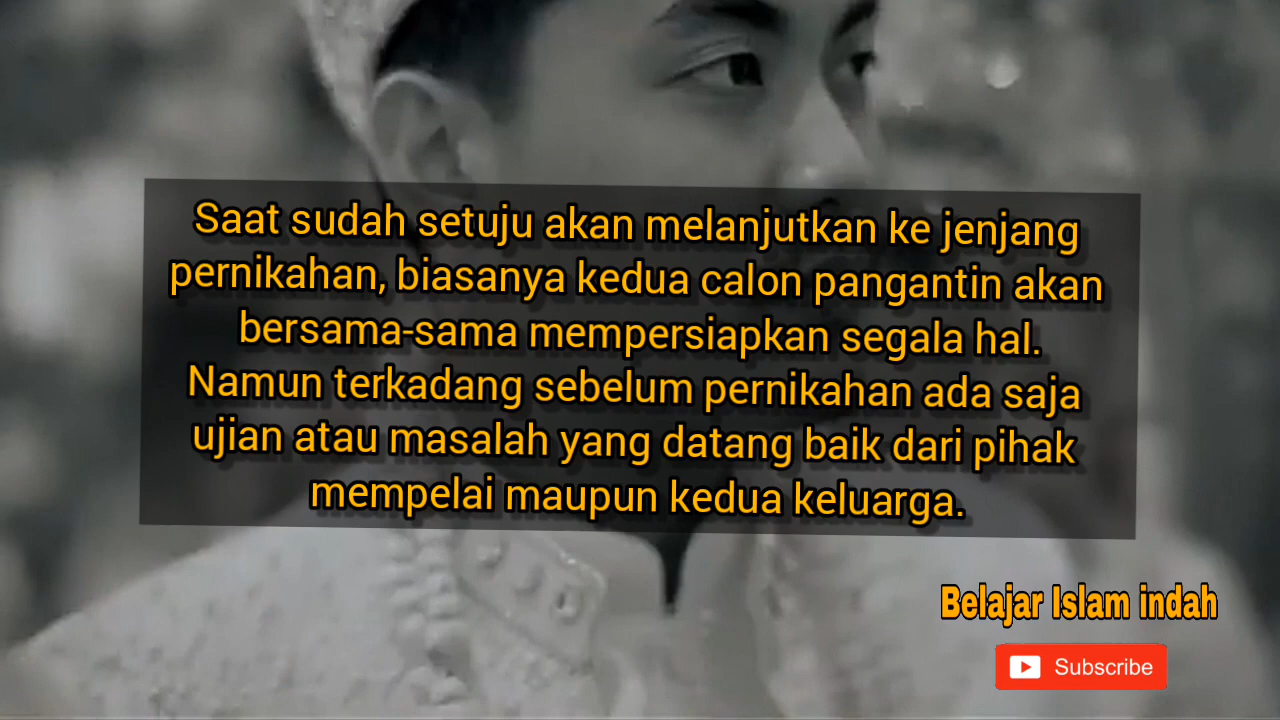 Saat sudah setuju akan melanjutkan ke jenjang
pernikahan, biasanya kedua calon pangantin akan
bersama-sama mempersiapkan segala hal.
Namun terkadang sebelum pernikahan ada saja
ujian atau masalah yang datang baik dari pihak
mempelai maupun kedua keluarga.
Belajar Islam indah
Subscribe